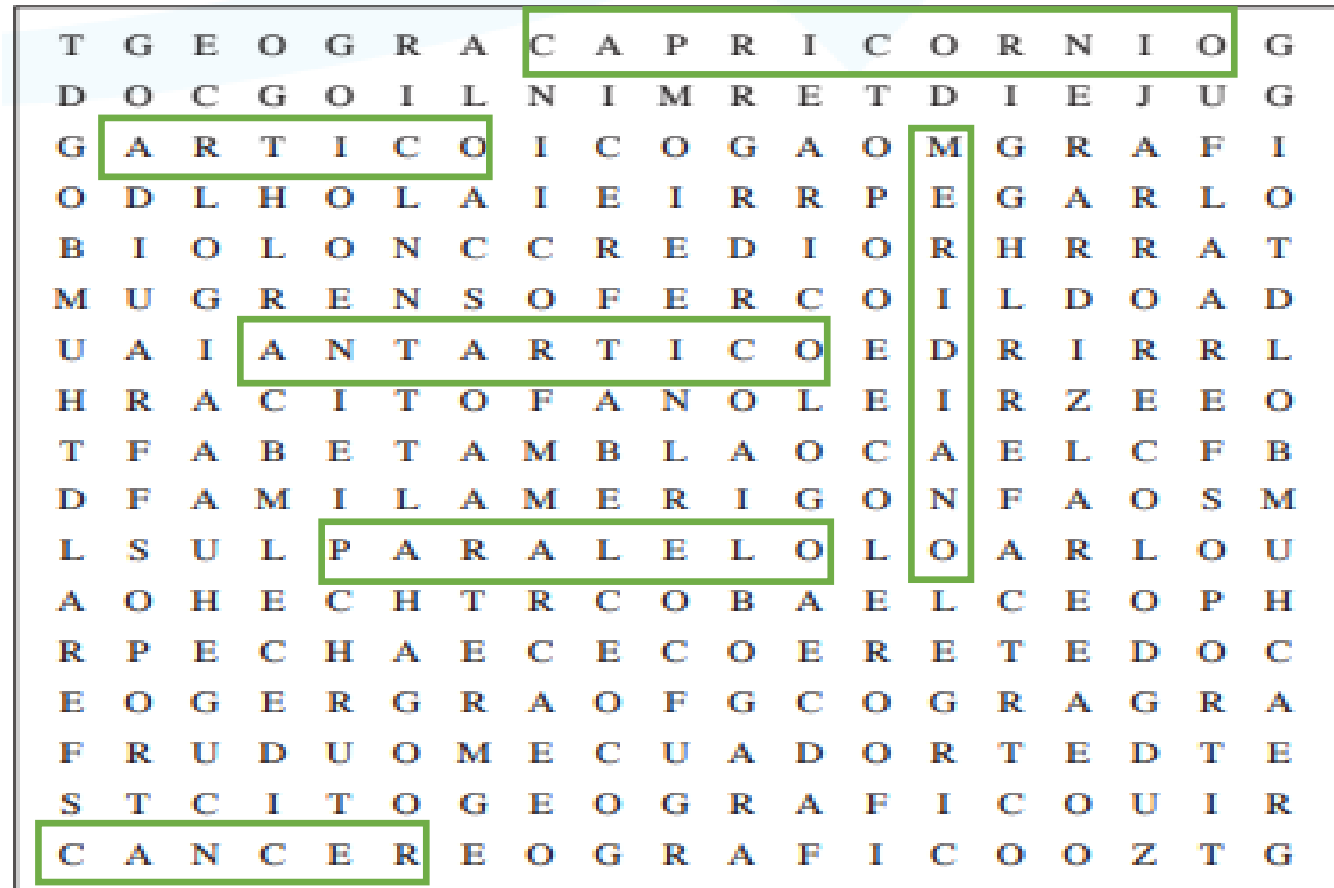 T G E O G R A C A P R I C O R N I O G
D O C G O I L N I M R E T D I E J U G
G A R T I C O I C O G A O M G R A F I
O D L H O L A I E I R R P E G A R L O
B I O L O N C C R E D I O R H R R A T
M U G R E N S O F E R C O I L D O A D
U A I A N T A R T I C O E D R I R R L
H R A C I T O F A N O L E I R Z E E O
T F A B E T A M B L A O C A E L C F B
D F A M I L A M E R I G O N F A O S M
L S U L P A R A L E L O L O A R L O U
A O H E C H T R C O B A E L C E O P H
R P E C H A E C E C O E R E T E D O C
E O G E R G R A O F G C O G R A G R A
F R U D U O M E C U A D O R T E D T E
S T C I T O G E O G R A F I C O U I R
C A N C E R E O G R A F I C O O Z T G